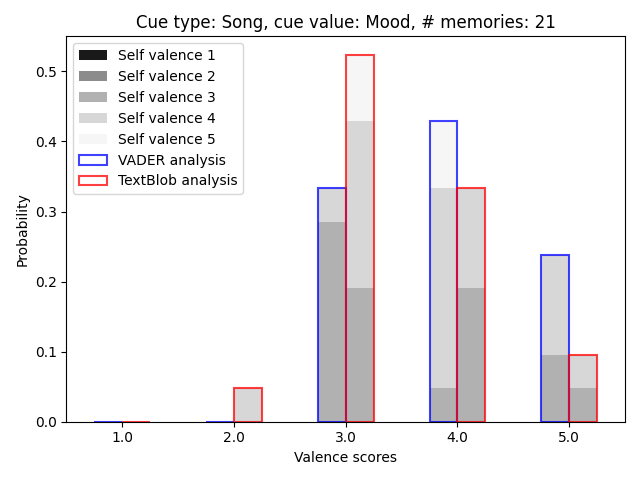 Cue type: Song, cue value: Mood, # memories: 21
Self valence 1
Self valence 2
Self valence 3
Self valence 4
Self valence 5
VADER analysis
TextBlob analysis
Probability
0.5
0.4
0.3
0.2
0.1
0.0
1.0 2.0 3.0 4.0 5.0
Valence scores